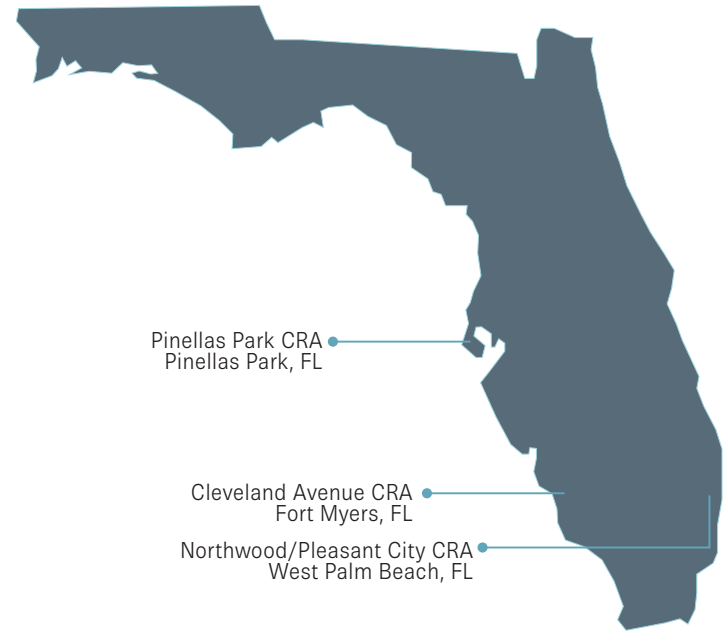 Pinellas Park CRA
Pinellas Park, FL
Cleveland Avenue CRA
Fort Myers, FL
Northwood/Pleasant City CRA
West Palm Beach, FL